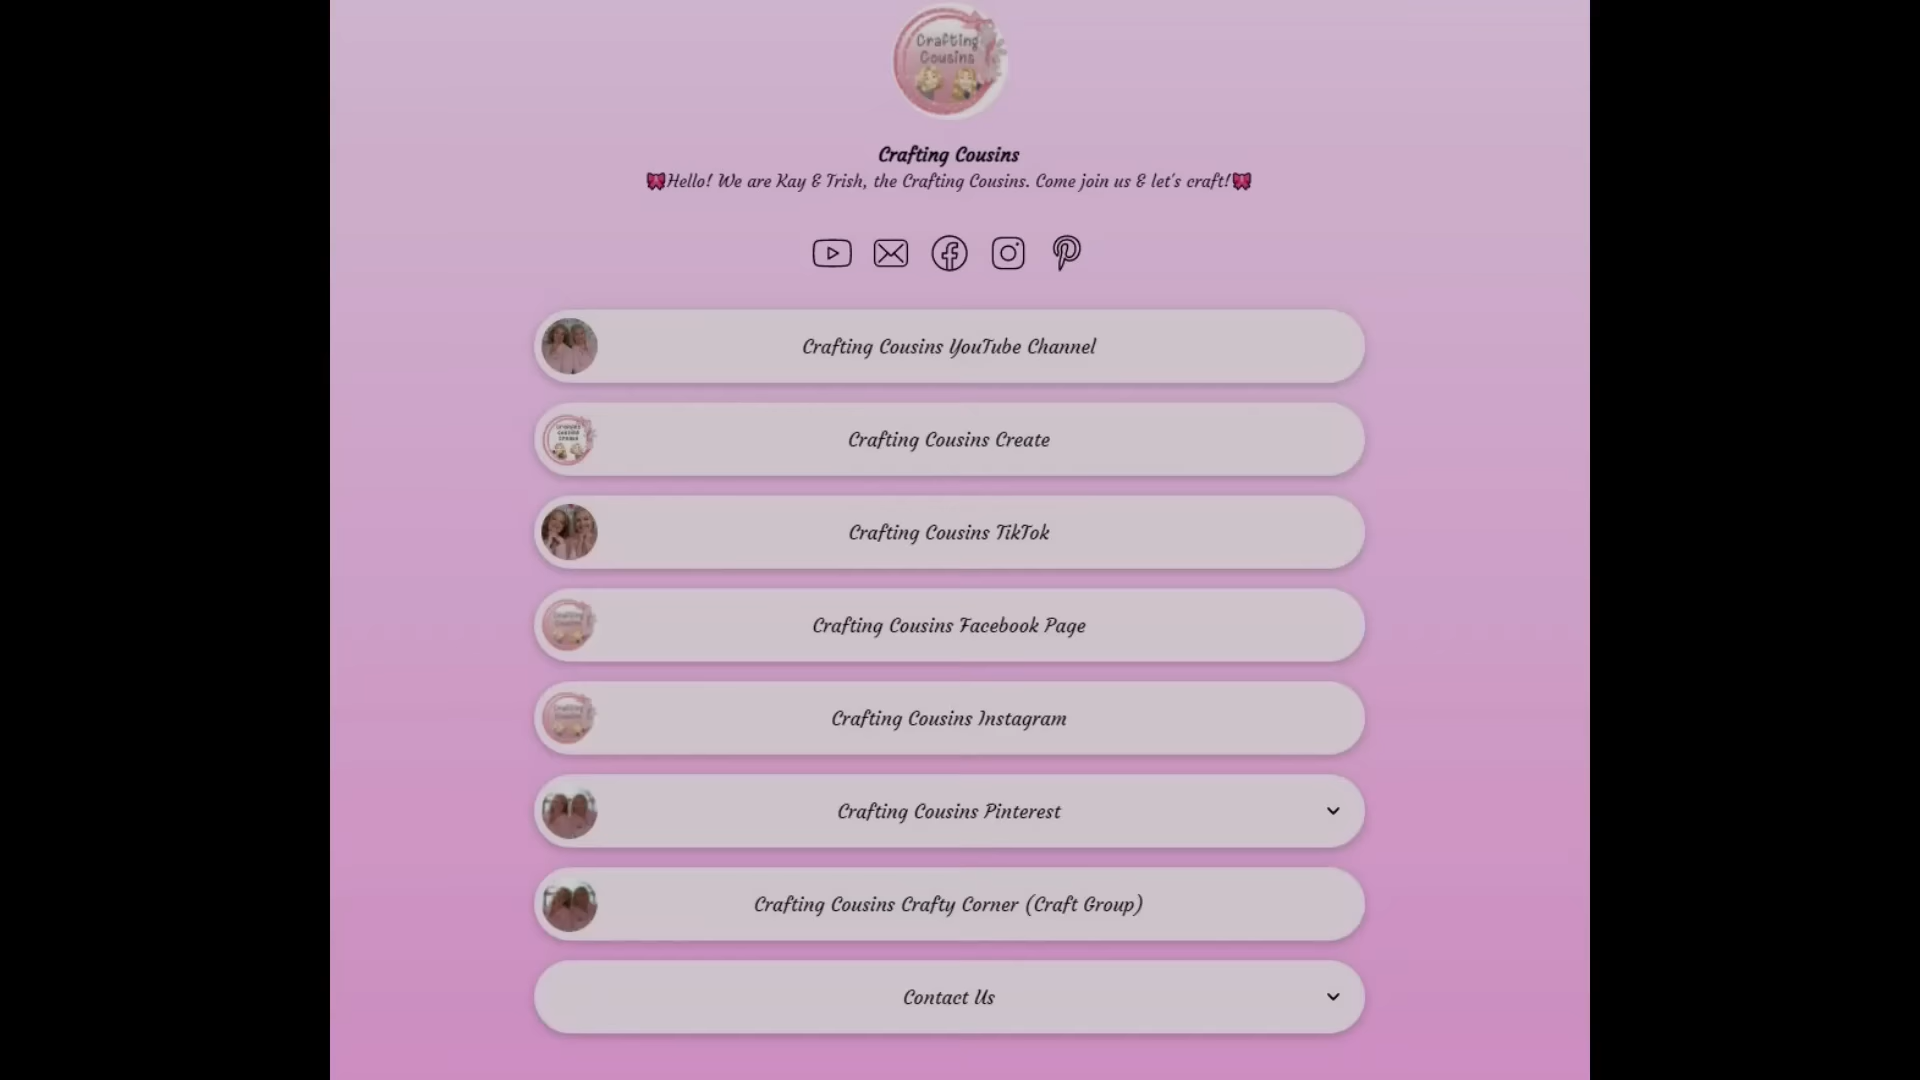 Crafting
Cousins
Crafting Cousins
🎀Hello! We are Kay & Trish, the Crafting Cousins. Come join us & let's craft!🎀
Crafting Cousins YouTube Channel
Crafting Cousins Create
Crafting Cousins TikTok
Crafting Cousins Facebook Page
Crafting Cousins Instagram
Crafting Cousins Pinterest
Crafting Cousins Crafty Corner (Craft Group)
Contact Us